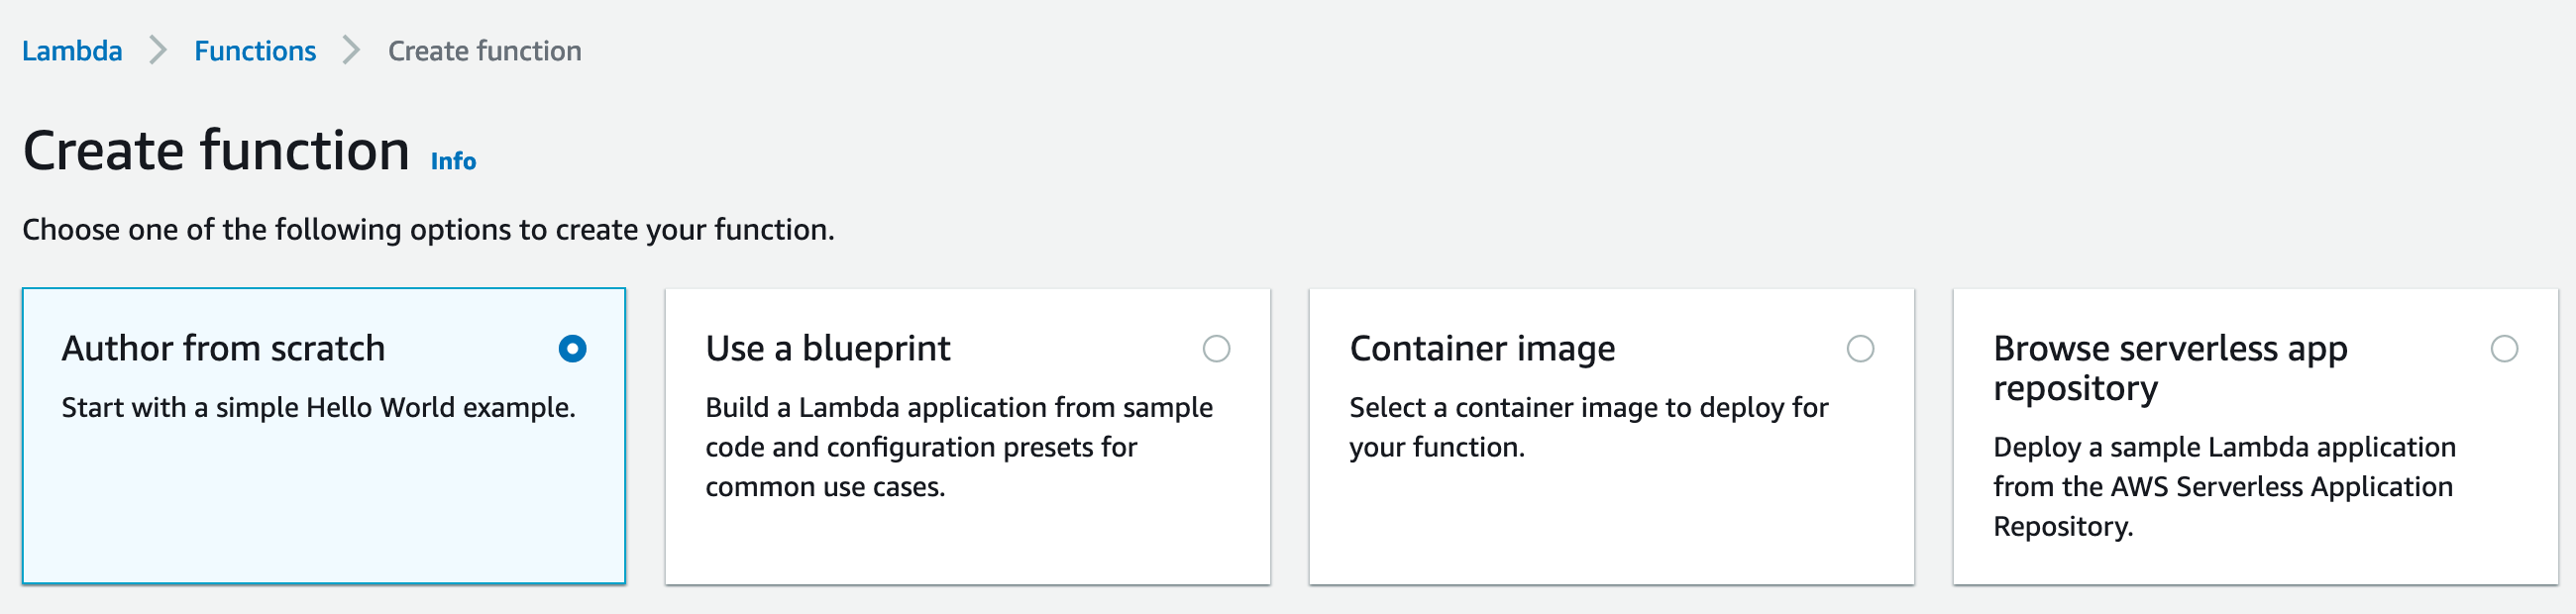 Lambda > Functions > Create function
Create function Info
Choose one of the following options to create your function.
Author from scratch
Start with a simple Hello World example.
Use a blueprint
Build a Lambda application from sample
code and configuration presets for
common use cases.
Container image
Select a container image to deploy for
your function.
Browse serverless app
repository
Deploy a sample Lambda application
from the AWS Serverless Application
Repository.